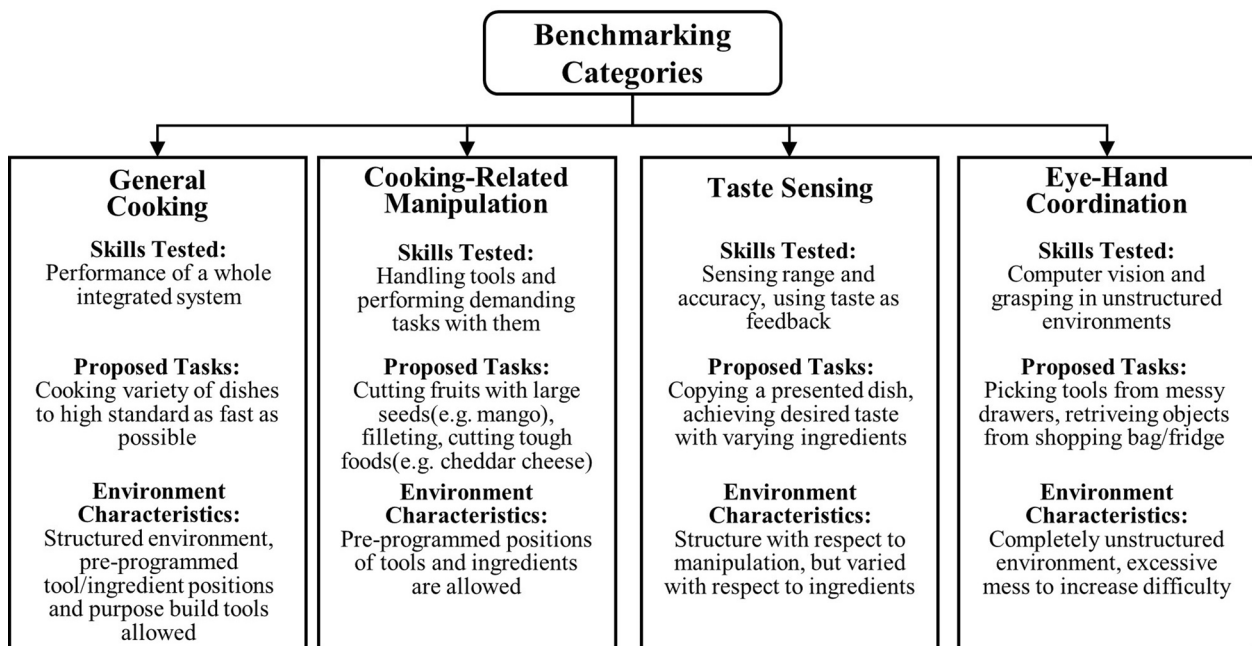 Benchmarking
Categories
General
Cooking
Skills Tested:
Performance of a whole
integrated system
Proposed Tasks:
Cooking variety of dishes
to high standard as fast as
possible
Environment
Characteristics:
Structured environment,
pre-programmed
tool/ingredient positions
and purpose build tools
allowed
Cooking-Related
Manipulation
Skills Tested:
Handling tools and
performing demanding
tasks with them
Proposed Tasks:
Cutting fruits with large
seeds(e.g. mango),
filleting, cutting tough
foods(e.g. cheddar cheese)
Environment
Characteristics:
Pre-programmed positions
of tools and ingredients
are allowed
Taste Sensing
Skills Tested:
Sensing range and
accuracy, using taste as
feedback
Proposed Tasks:
Copying a presented dish,
achieving desired taste
with varying ingredients
Environment
Characteristics:
Structure with respect to
manipulation, but varied
with respect to ingredients
Eye-Hand
Coordination
Skills Tested:
Computer vision and
grasping in unstructured
environments
Proposed Tasks:
Picking tools from messy
drawers, retriveing objects
from shopping bag/fridge
Environment
Characteristics:
Completely unstructured
environment, excessive
mess to increase difficulty